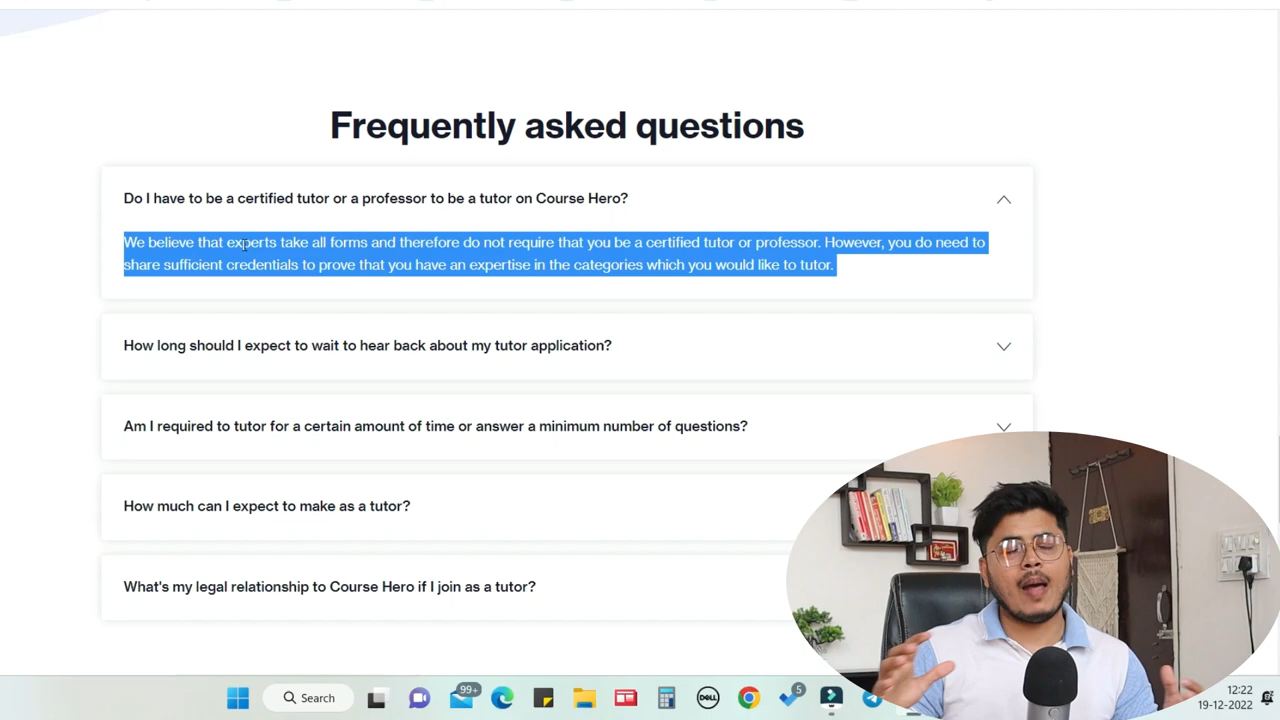 Frequently asked questions
Do I have to be a certified tutor or a professor to be a tutor on Course Hero?
We believe that experts take all forms and therefore do not require that you be a certified tutor or professor. However, you do need to
share sufficient credentials to prove that you have an expertise in the categories which you would like to tutor.
How long should I expect to wait to hear back about my tutor application?
Am I required to tutor for a certain amount of time or answer a minimum number of questions?
How much can I expect to make as a tutor?
What's my legal relationship to Course Hero if I join as a tutor?
Search
99+
DELL
5
12:22
19-12-2022